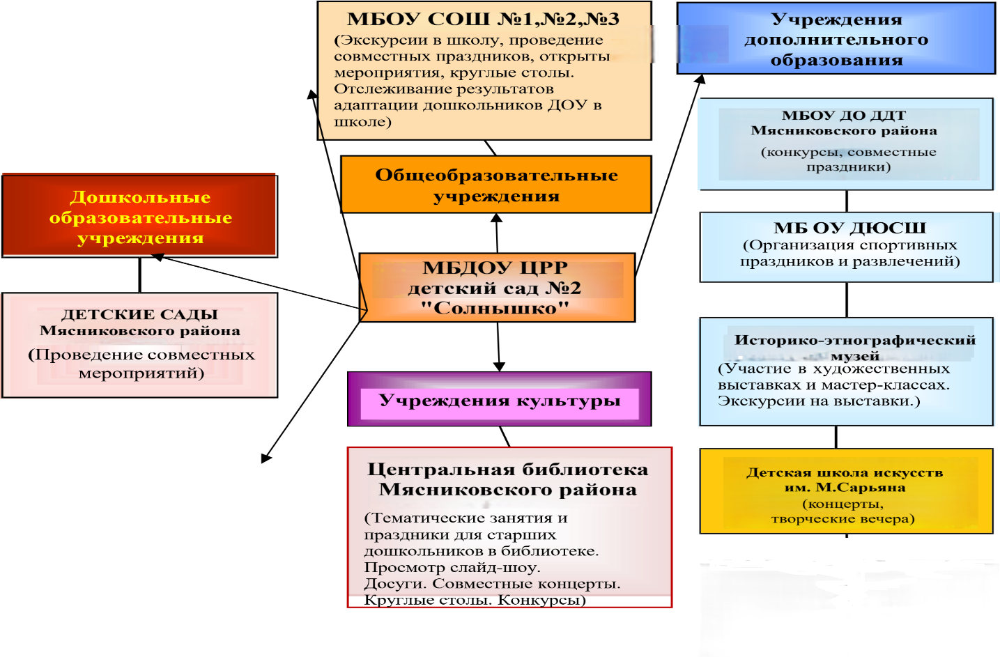 МБОУ СОШ №1,№2,№3
(Экскурсии в школу, проведение
совместных праздников, открыты
мероприятия, круглые столы.
Отслеживание результатов
адаптации дошкольников ДОУ в
школе)
Общеобразовательные
учреждения
Дошкольные
образовательные
учреждения
ДЕТСКИЕ САДЫ
Мясниковского района
(Проведение совместных
мероприятий)
МБДОУ ЦРР
детский сад №2
"Солнышко"
Учреждения культуры
Центральная библиотека
Мясниковского района
(Тематические занятия и
праздники для старших
дошкольников в библиотеке.
Просмотр слайд-шоу.
Досуги. Совместные концерты.
Круглые столы. Конкурсы)
Учреждения
дополнительного
образования
МБОУ ДО ДДТ
Мясниковского района
(конкурсы, совместные
праздники)
МБ ОУ ДЮСШ
(Организация спортивных
праздников и развлечений)
Историко-этнографический
музей
(Участие в художественных
выставках и мастер-классах.
Экскурсии на выставки.)
Детская школа искусств
им. М.Сарьяна
(концерты,
творческие вечера)